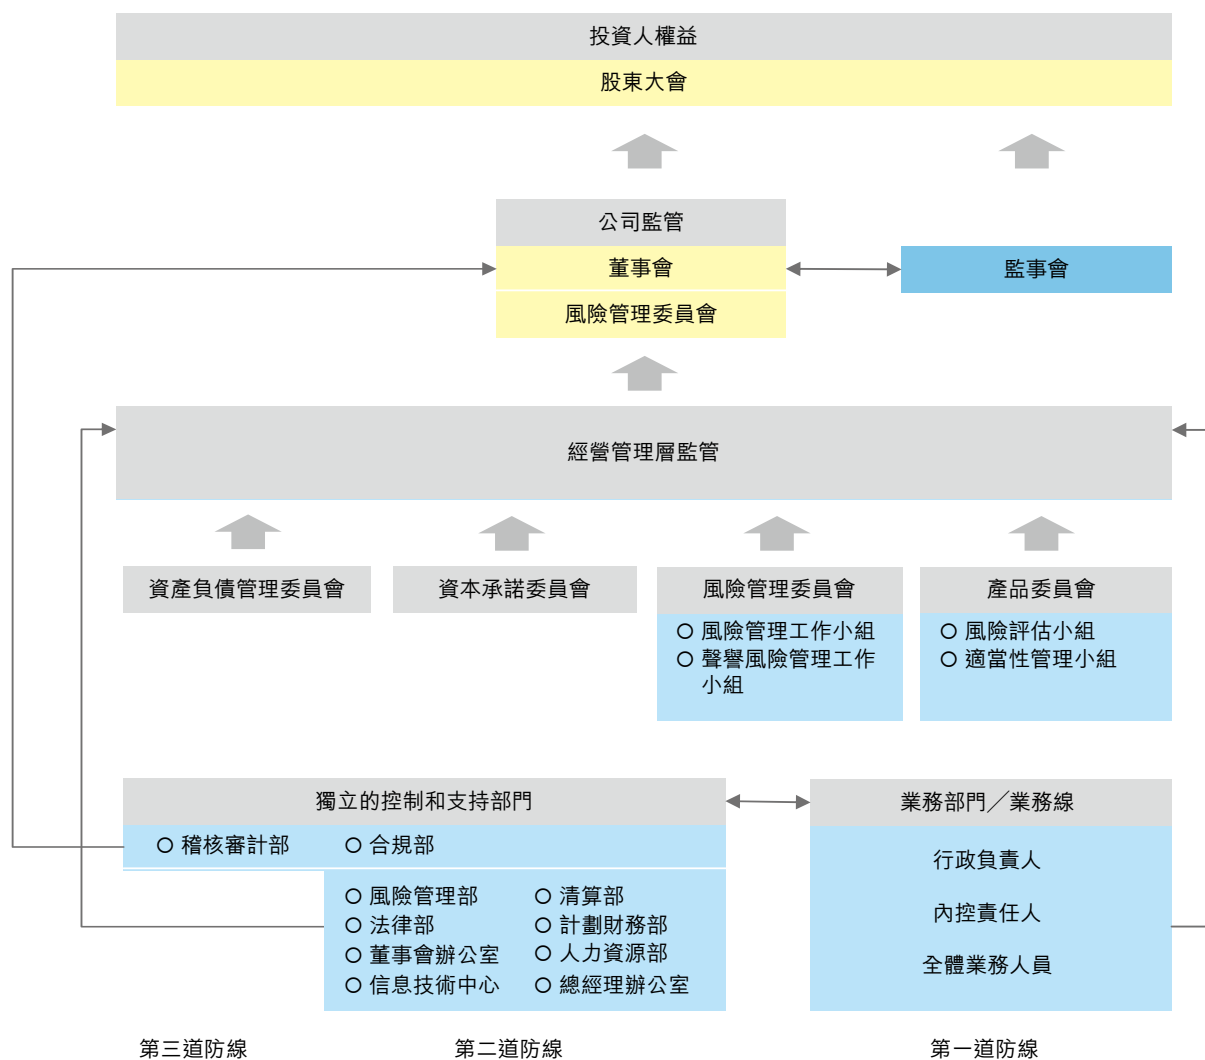 投資人權益
股東大會
公司監管
董事會
監事會
風險管理委員會
經營管理層監管
資產負債管理委員會
資本承諾委員會
風險管理委員會
風險管理工作小組
聲譽風險管理工作
小組
產品委員會
風險評估小組
適當性管理小組
獨立的控制和支持部門
稽核審計部
合規部
風險管理部
清算部
法律部
計劃財務部
董事會辦公室
人力資源部
信息技術中心
總經理辦公室
業務部門╱業務線
行政負責人
內控責任人
全體業務人員
第三道防線
第二道防線
第一道防線